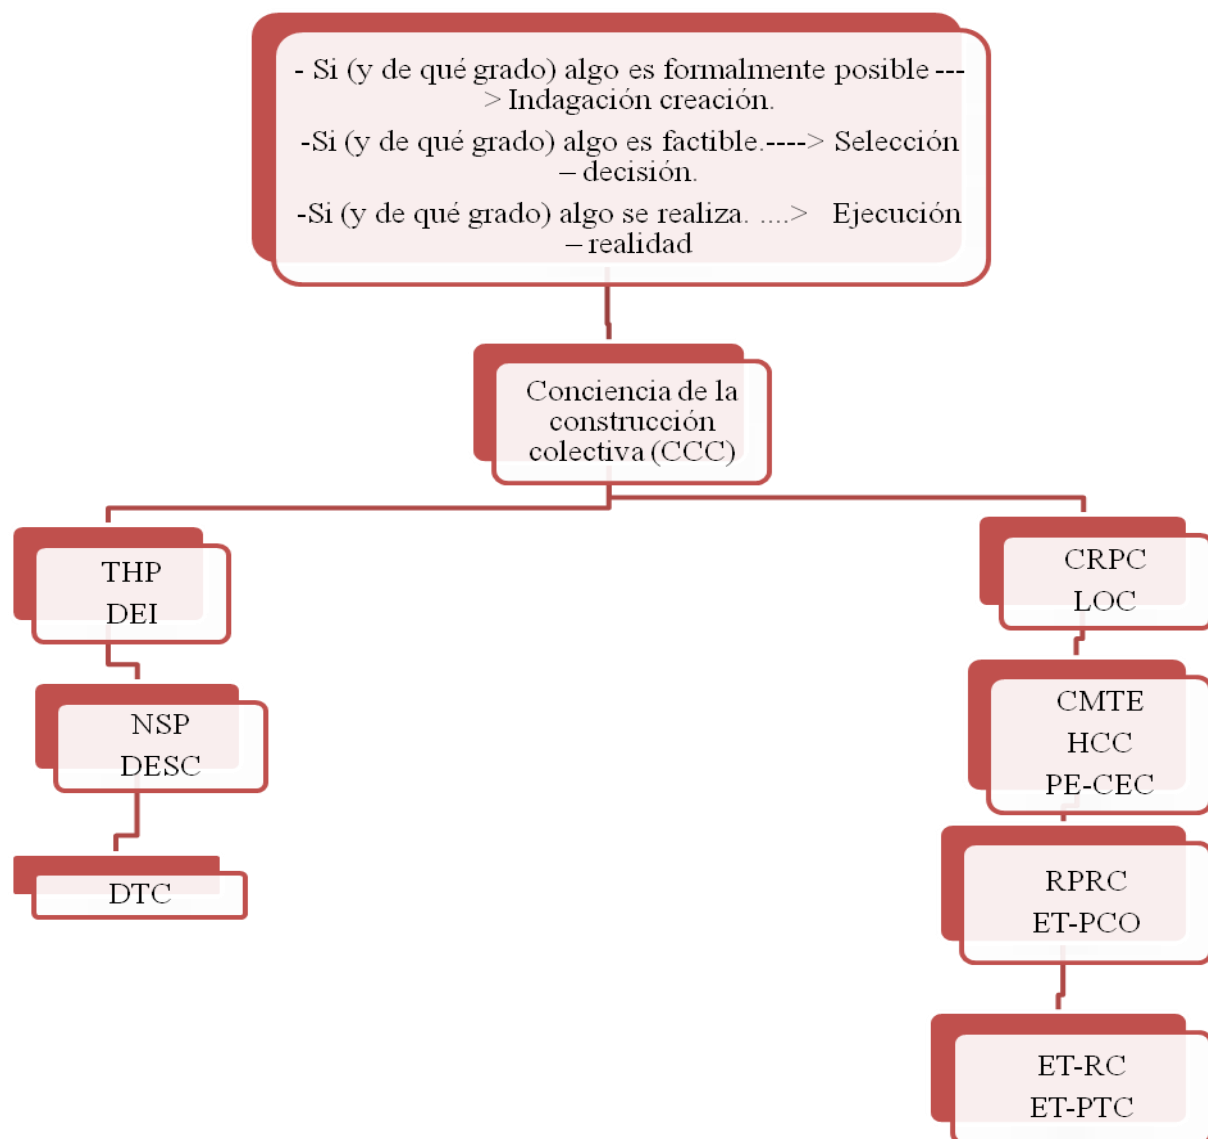 - Si (y de qué grado) algo es formalmente posible ---
> Indagación creación.
-Si (y de qué grado) algo es factible.----> Selección
– decisión.
-Si (y de qué grado) algo se realiza. ....> Ejecución
– realidad
Conciencia de la
construcción
colectiva (CCC)
THP
DEI
NSP
DESC
DTC
CRPC
LOC
CMTE
HCC
PE-CEC
RPRC
ET-PCO
ET-RC
ET-PTC